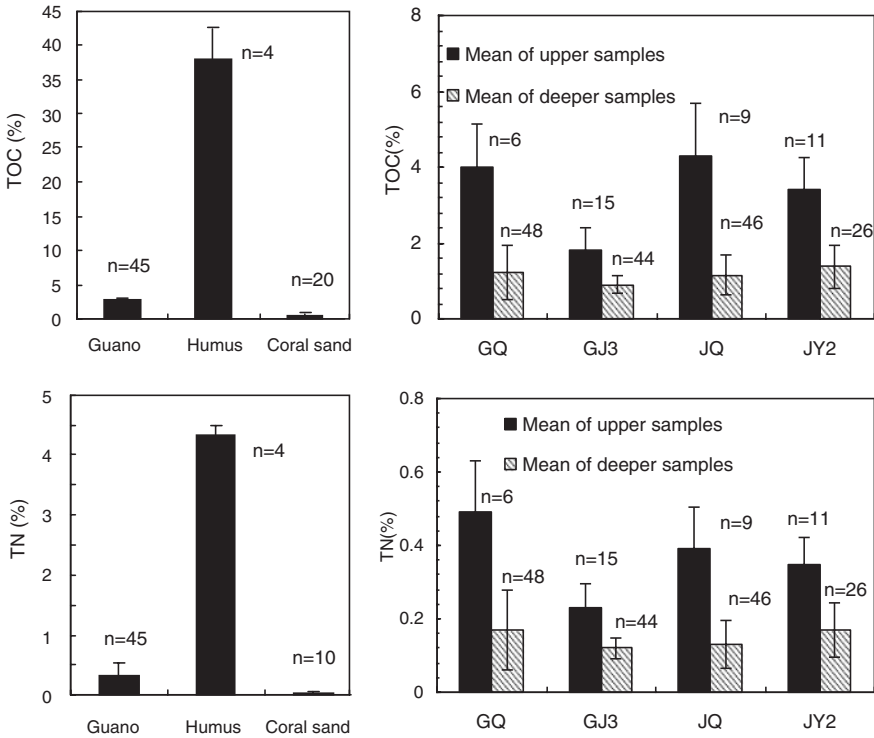 45
40
35
30
25
20
15
10
5
0
TOC (%)
n=4
n=45
n=20
Guano Humus Coral sand
8
6
4
2
0
TOC(%)
Mean of upper samples
Mean of deeper samples
n=6
n=48
n=15
n=44
n=9
n=46
n=11
n=26
GQ GJ3 JQ JY2
5
4
3
2
1
0
TN (%)
n=4
n=45
n=10
Guano Humus Coral sand
0.8
0.6
0.4
0.2
0
TN(%)
Mean of upper samples
Mean of deeper samples
n=6
n=48
n=15
n=44
n=9
n=46
n=11
n=26
GQ GJ3 JQ JY2